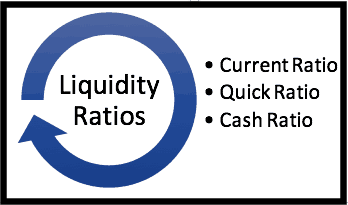 Liquidity
Ratios
• Current Ratio
• Quick Ratio
• Cash Ratio